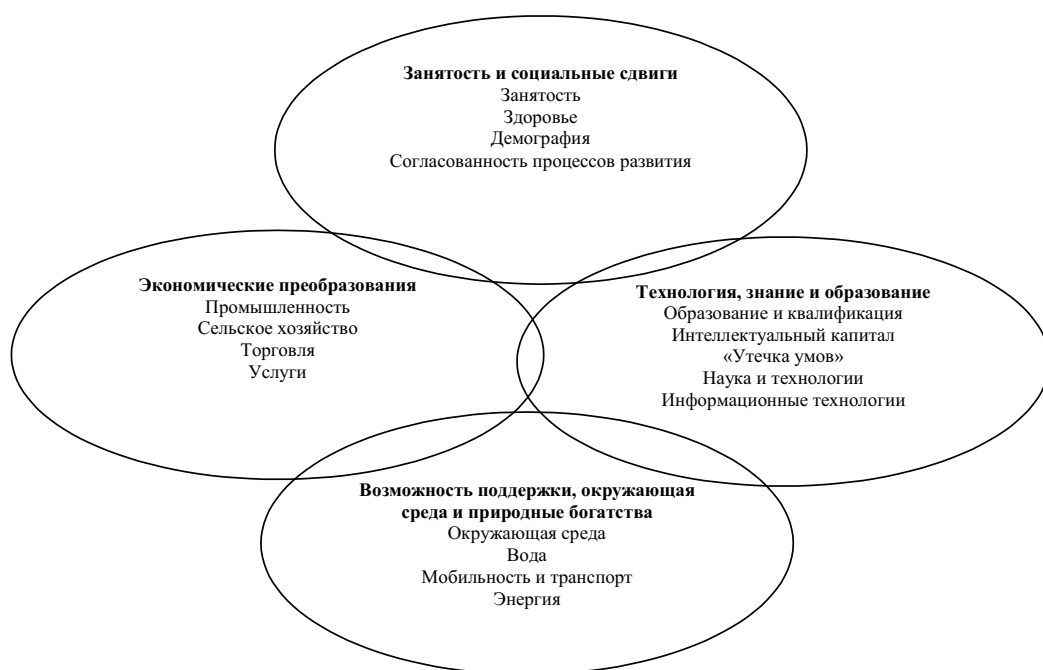 Занятость и социальные сдвиги
Занятость
Здоровье
Демография
Согласованность процессов развития
Экономические преобразования
Промышленность
Сельское хозяйство
Торговля
Услуги
Технология, знание и образование
Образование и квалификация
Интеллектуальный капитал
«Утечка умов»
Наука и технологии
Информационные технологии
Возможность поддержки, окружающая
среда и природные богатства
Окружающая среда
Вода
Мобильность и транспорт
Энергия